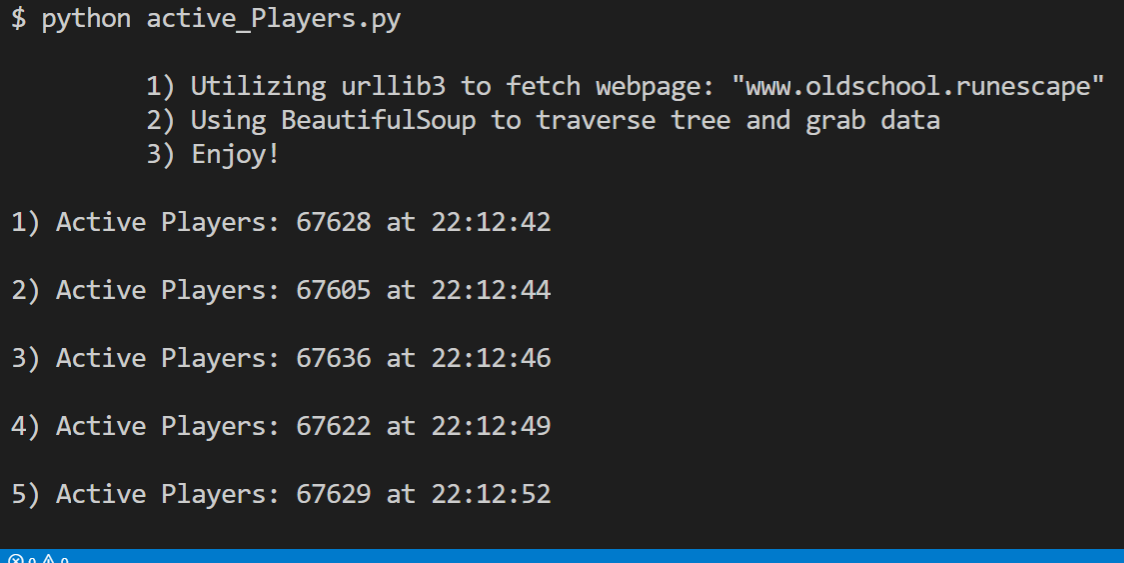 $ python active_Players.py
1) Utilizing urllib3 to fetch webpage: "www.oldschool.runescape"
2) Using BeautifulSoup to traverse tree and grab data
3) Enjoy!
1) Active Players: 67628 at 22:12:42
2) Active Players: 67605 at 22:12:44
3) Active Players: 67636 at 22:12:46
4) Active Players: 67622 at 22:12:49
5) Active Players: 67629 at 22:12:52